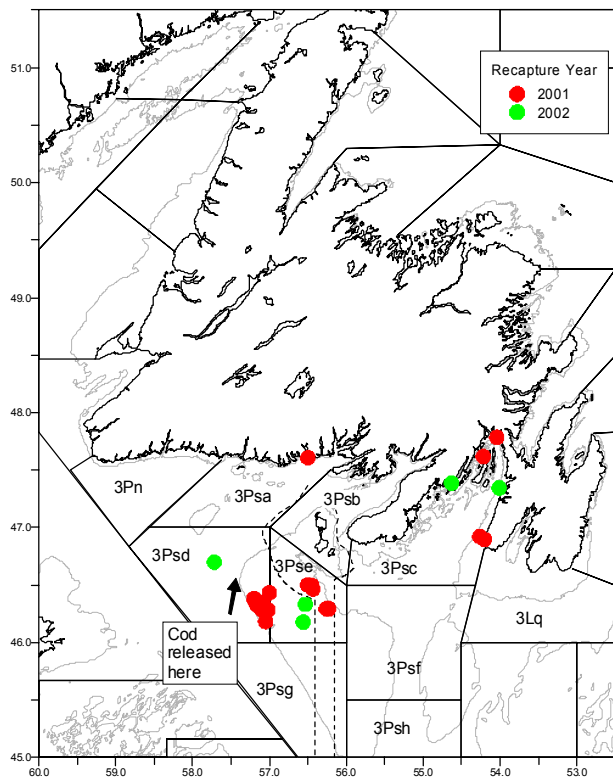 51.0
Recapture Year
2001
2002
50.0
49.0
48.0
3Pn
3Psa
3Psb
47.0
3Psd
3Pse
3Psc
Cod
released
here
3Lq
46.0
3Psg
3Psf
3Psh
45.0
60.0
59.0
58.0
57.0
56.0
55.0
54.0
53.0